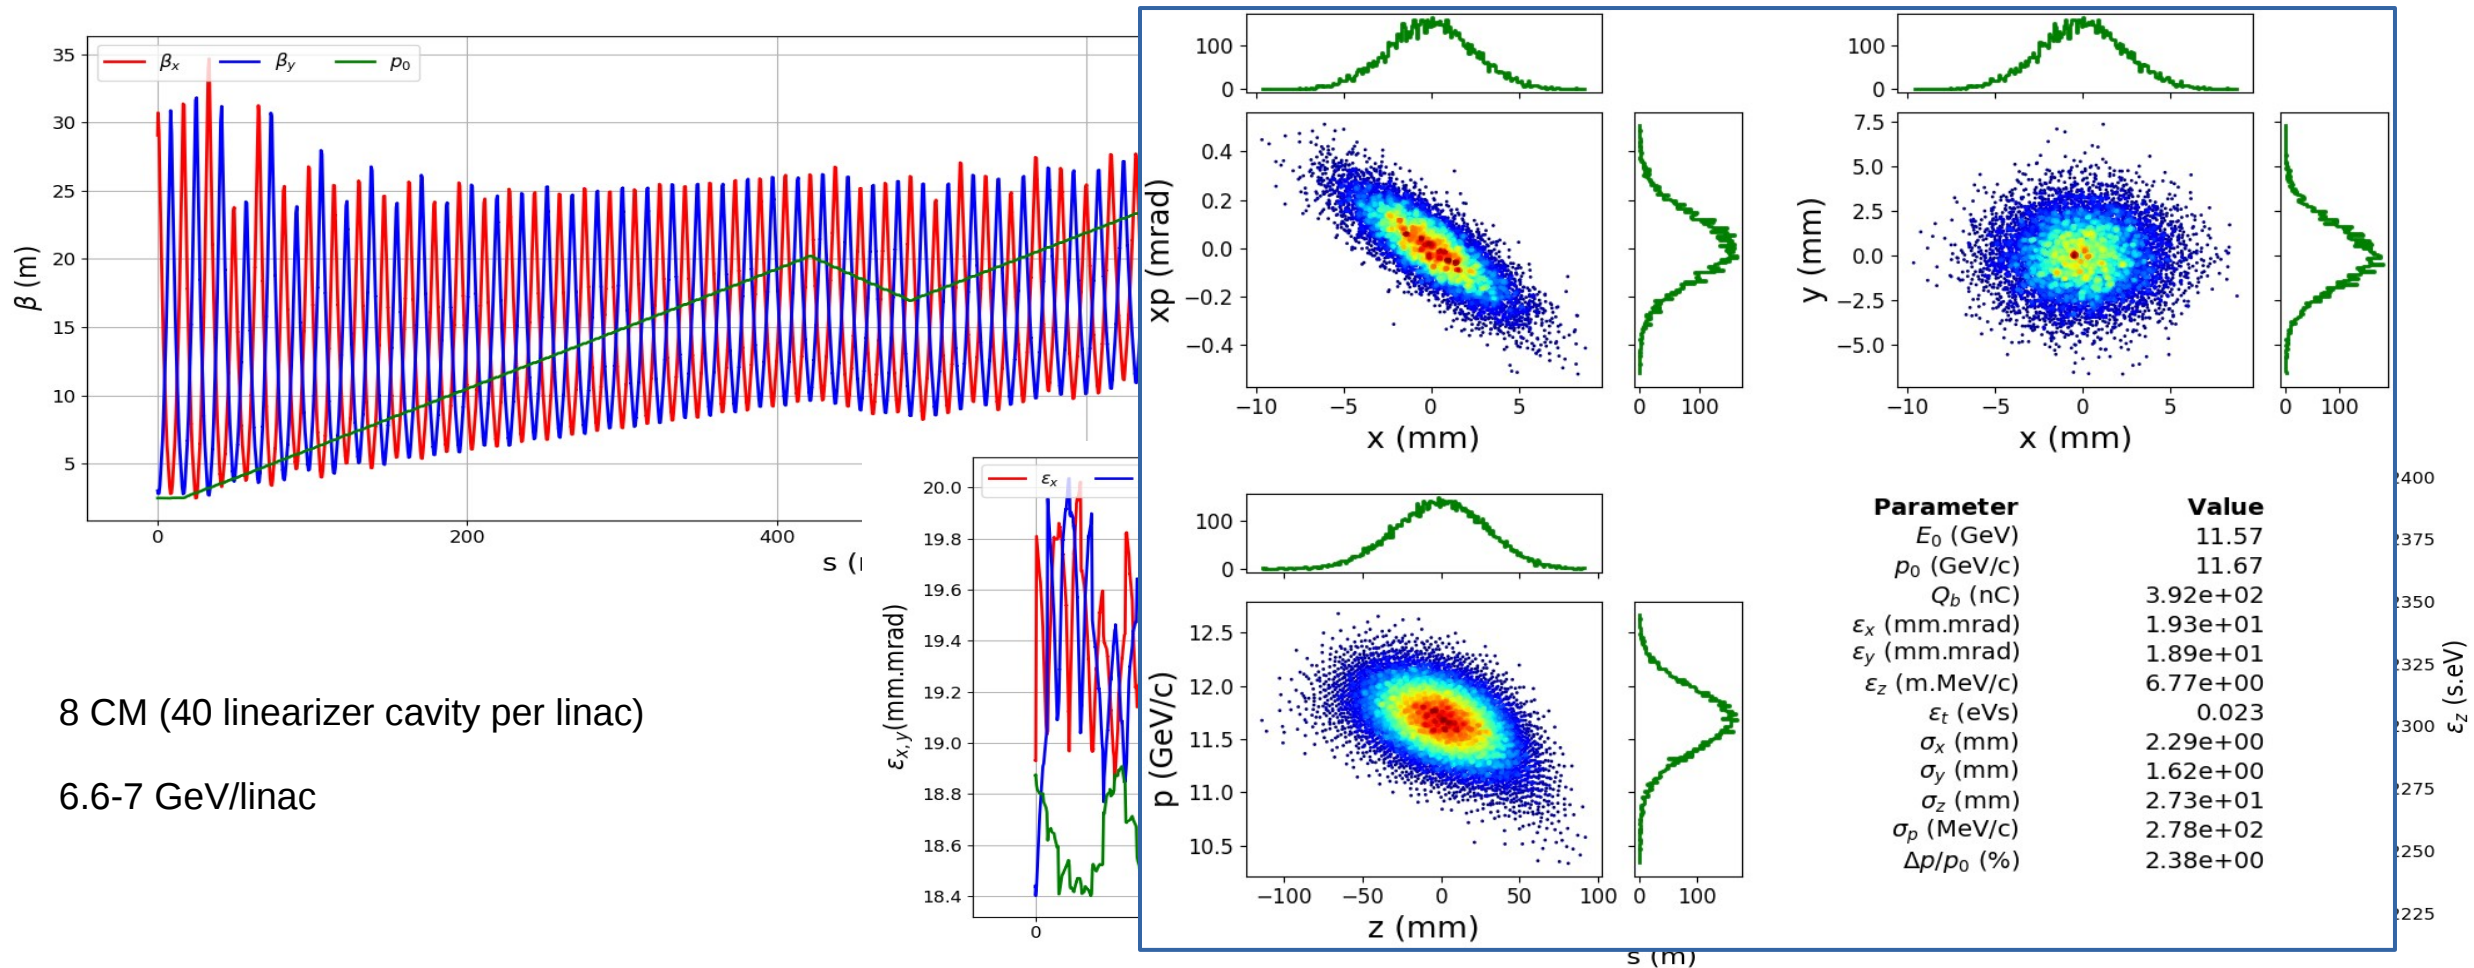 35
30
25
20
15
10
5
β (m)
βx βy p0
0 200 400
s (
8 CM (40 linearizer cavity per linac)
6.6-7 GeV/linac
εx
20.0
19.8
19.6
19.4
19.2
19.0
18.8
18.6
18.4
εx,y(mm.mrad)
0
100
0
0.4
0.2
0.0
−0.2
−0.4
xp (mrad)
−10 −5 0 5
x (mm)
0 100
100
0
7.5
5.0
2.5
0.0
−2.5
−5.0
y (mm)
−10 −5 0 5
x (mm)
0 100
100
0
12.5
12.0
11.5
11.0
10.5
p (GeV/c)
−100 −50 0 50 100
z (mm)
0 100
Parameter Value
E0 (GeV) 11.57
p0 (GeV/c) 11.67
Qb (nC) 3.92e+02
εx (mm.mrad) 1.93e+01
εy (mm.mrad) 1.89e+01
εz (m.MeV/c) 6.77e+00
εt (eVs) 0.023
σx (mm) 2.29e+00
σy (mm) 1.62e+00
σz (mm) 2.73e+01
σp (MeV/c) 2.78e+02
Δp/p0 (%) 2.38e+00
2400
2375
2350
2325
2300
2275
2250
2225
εz (s.eV)
s (m)